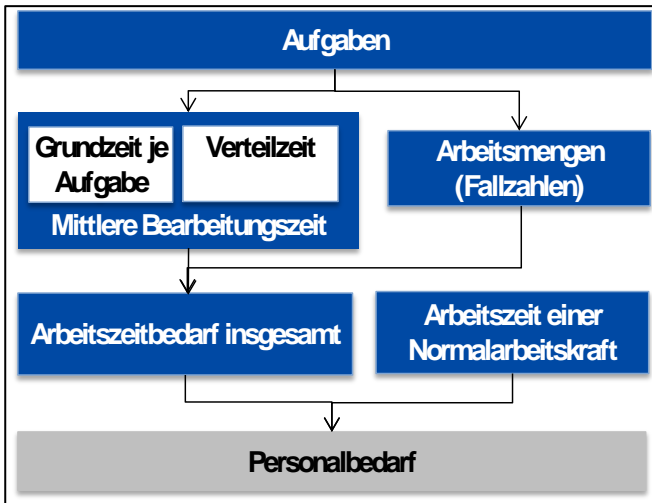 Aufgaben
Grundzeit je
Aufgabe
Verteilzeit
Mittlere Bearbeitungszeit
Arbeitsmengen
(Fallzahlen)
Arbeitszeitbedarf insgesamt
Arbeitszeit einer
Normalarbeitskraft
Personalbedarf